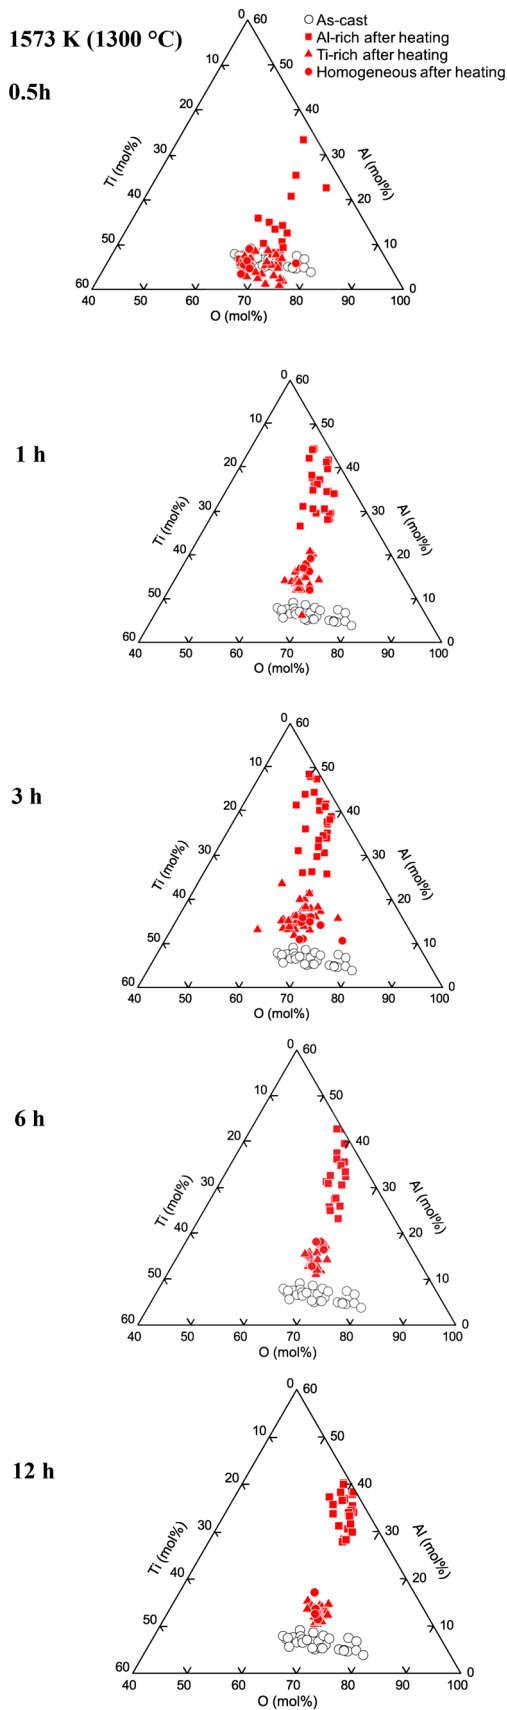 1573 K (1300 °C)
As-cast
Al-rich after heating
Ti-rich after heating
Homogeneous after heating
0.5h
0 60
10 50
20 40
30 30
40 20
50 10
60 0
Ti (mol%)
Al (mol%)
40 50 60 70 80 90 100
O (mol%)
1 h
0 60
10 50
20 40
30 30
40 20
50 10
60 0
Ti (mol%)
Al (mol%)
40 50 60 70 80 90 100
O (mol%)
3 h
0 60
10 50
20 40
30 30
40 20
50 10
60 0
Ti (mol%)
Al (mol%)
40 50 60 70 80 90 100
O (mol%)
6 h
0 60
10 50
20 40
30 30
40 20
50 10
60 0
Ti (mol%)
Al (mol%)
40 50 60 70 80 90 100
O (mol%)
12 h
0 60
10 50
20 40
30 30
40 20
50 10
60 0
Ti (mol%)
Al (mol%)
40 50 60 70 80 90 100
O (mol%)